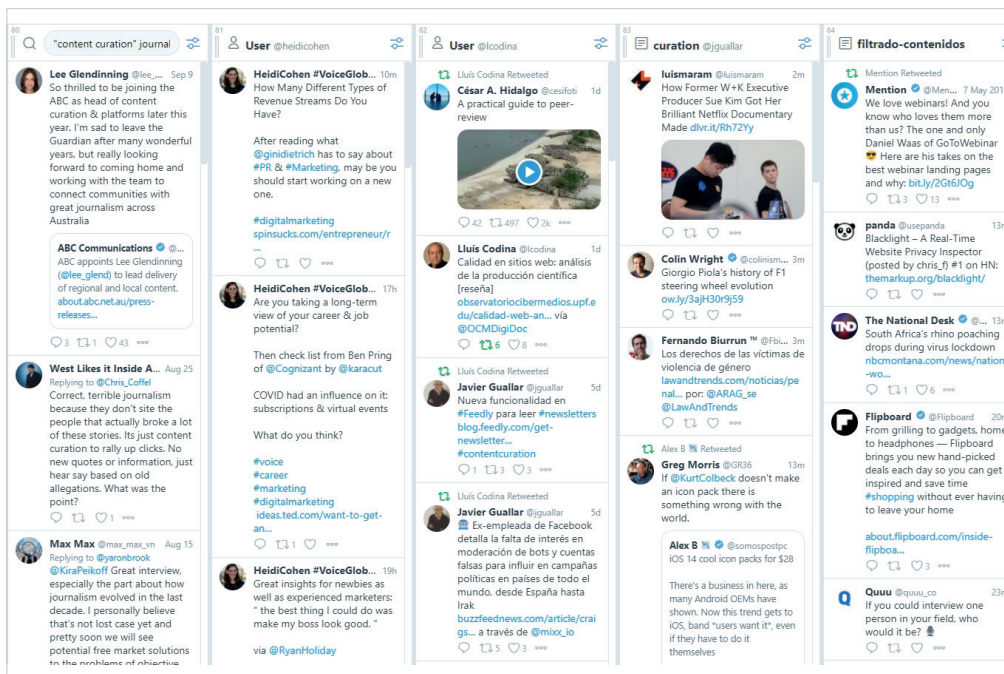 80
"content curation" journal
Lee Glendinning @lee_... Sep 9
So thrilled to be joining the
ABC as head of content
curation & platforms later this
year. I'm sad to leave the
Guardian after many wonderful
years, but really looking
forward to coming home and
working with the team to
connect communities with
great journalism across
Australia
ABC Communications @...
ABC appoints Lee Glendinning
(@lee_glend) to lead delivery
of regional and local content.
about.abc.net.au/press-
releases...
3 1 43
West Likes it Inside A... Aug 25
Replying to @Chris_Coffel
Correct, terrible journalism
because they don't site the
people that actually broke a lot
of these stories. Its just content
curation to rally up clicks. No
new quotes or information, just
hear say based on old
allegations. What was the
point?
1
Max Max @max_max_vn Aug 15
Replying to @yaronbrook
@KiraPeikoff Great interview,
especially the part about how
journalism evolved in the last
decade. I personally believe
that's not lost case yet and
pretty soon we will see
potential free market solutions
to the problems of objective
81
User @heidicohen
HeidiCohen #VoiceGlob... 10m
How Many Different Types of
Revenue Streams Do You
Have?
After reading what
@ginidietrich has to say about
#PR & #Marketing, may be you
should start working on a new
one.
#digitalmarketing
spinsucks.com/entrepreneur/r
...
HeidiCohen #VoiceGlob... 17h
Are you taking a long-term
view of your career & job
potential?
Then check list from Ben Pring
of @Cognizant by @karacut
COVID had an influence on it:
subscriptions & virtual events
What do you think?
#voice
#career
#marketing
#digitalmarketing
ideas.ted.com/want-to-get-
an...
1
HeidiCohen #VoiceGlob... 19h
Great insights for newbies as
well as experienced marketers:
" the best thing I could do was
make my boss look good. "
via @RyanHoliday
82
User @lcodina
Lluís Codina Retweeted
César A. Hidalgo @cesifoti 1d
A practical guide to peer-
review
42 497 2k
Lluís Codina @lcodina 1d
Calidad en sitios web: análisis
de la producción científica
[reseña]
observatoriocibermedios.upf.e
du/calidad-web-an... vía
@OCMDigiDoc
6 8
Lluís Codina Retweeted
Javier Guallar @jguallar 5d
Nueva funcionalidad en
#Feedly para leer #newsletters
blog.feedly.com/get-
newsletter...
#contentcuration
1 3 3
Lluís Codina Retweeted
Javier Guallar @jguallar 5d
Ex-empleada de Facebook
detalla la falta de interés en
moderación de bots y cuentas
falsas para influir en campañas
políticas en países de todo el
mundo, desde España hasta
Irak
buzzfeednews.com/article/crai
gs... a través de @mixx_io
5 3
83
curation @jguallar
luismaram @luismaram 2m
How Former W+K Executive
Producer Sue Kim Got Her
Brilliant Netflix Documentary
Made dlvr.it/Rh72Yy
Colin Wright @colinism... 3m
Giorgio Piola's history of F1
steering wheel evolution
ow.ly/3ajH30r9j59
Fernando Biurrun ™ @Fbi... 3m
Los derechos de las víctimas de
violencia de género
lawandtrends.com/noticias/pe
nal... por: @ARAG_se
@LawAndTrends
Alex B Retweeted
Greg Morris @GR36 13m
If @KurtColbeck doesn't make
an icon pack there is
something wrong with the
world.
Alex B @somospostpc
iOS 14 cool icon packs for $28
There's a business in here, as
many Android OEMs have
shown. Now this trend gets to
iOS, band *users want it*, even
if they have to do it
themselves
84
filtrado-contenidos
Mention Retweeted
Mention @Men... 7 May 201
We love webinars! And you
know who loves them more
than us? The one and only
Daniel Waas of GoToWebinar
Here are his takes on the
best webinar landing pages
and why: bit.ly/2Gt6JOg
3 13
panda @usepanda 13m
Blacklight – A Real-Time
Website Privacy Inspector
(posted by chris_f) #1 on HN:
themarkup.org/blacklight/
TND
The National Desk @... 13m
South Africa's rhino poaching
drops during virus lockdown
nbcmontana.com/news/nation
-wo...
1 6
Flipboard @Flipboard 20m
From grilling to gadgets, home
to headphones — Flipboard
brings you new hand-picked
deals each day so you can get
inspired and save time
#shopping without ever having
to leave your home
about.flipboard.com/inside-
flipboa...
3
Quuu @quuu_co 23m
If you could interview one
person in your field, who
would it be?